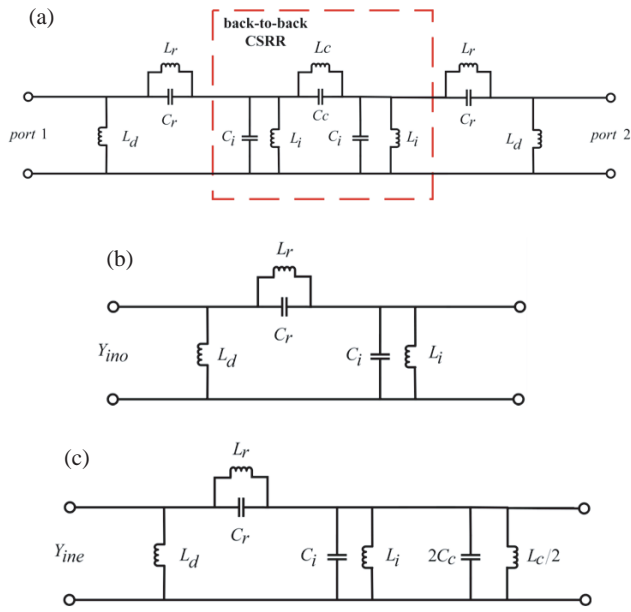 (a)
back-to-back
CSRR
Lr Lc Lr
Cr Cc Cr
port 1 Ld Ci Li Ci Li Ld port 2
(b)
Lr
Cr
Yino Ld Ci Li
(c)
Lr
Cr
Yine Ld Ci Li 2Cc Lc/2